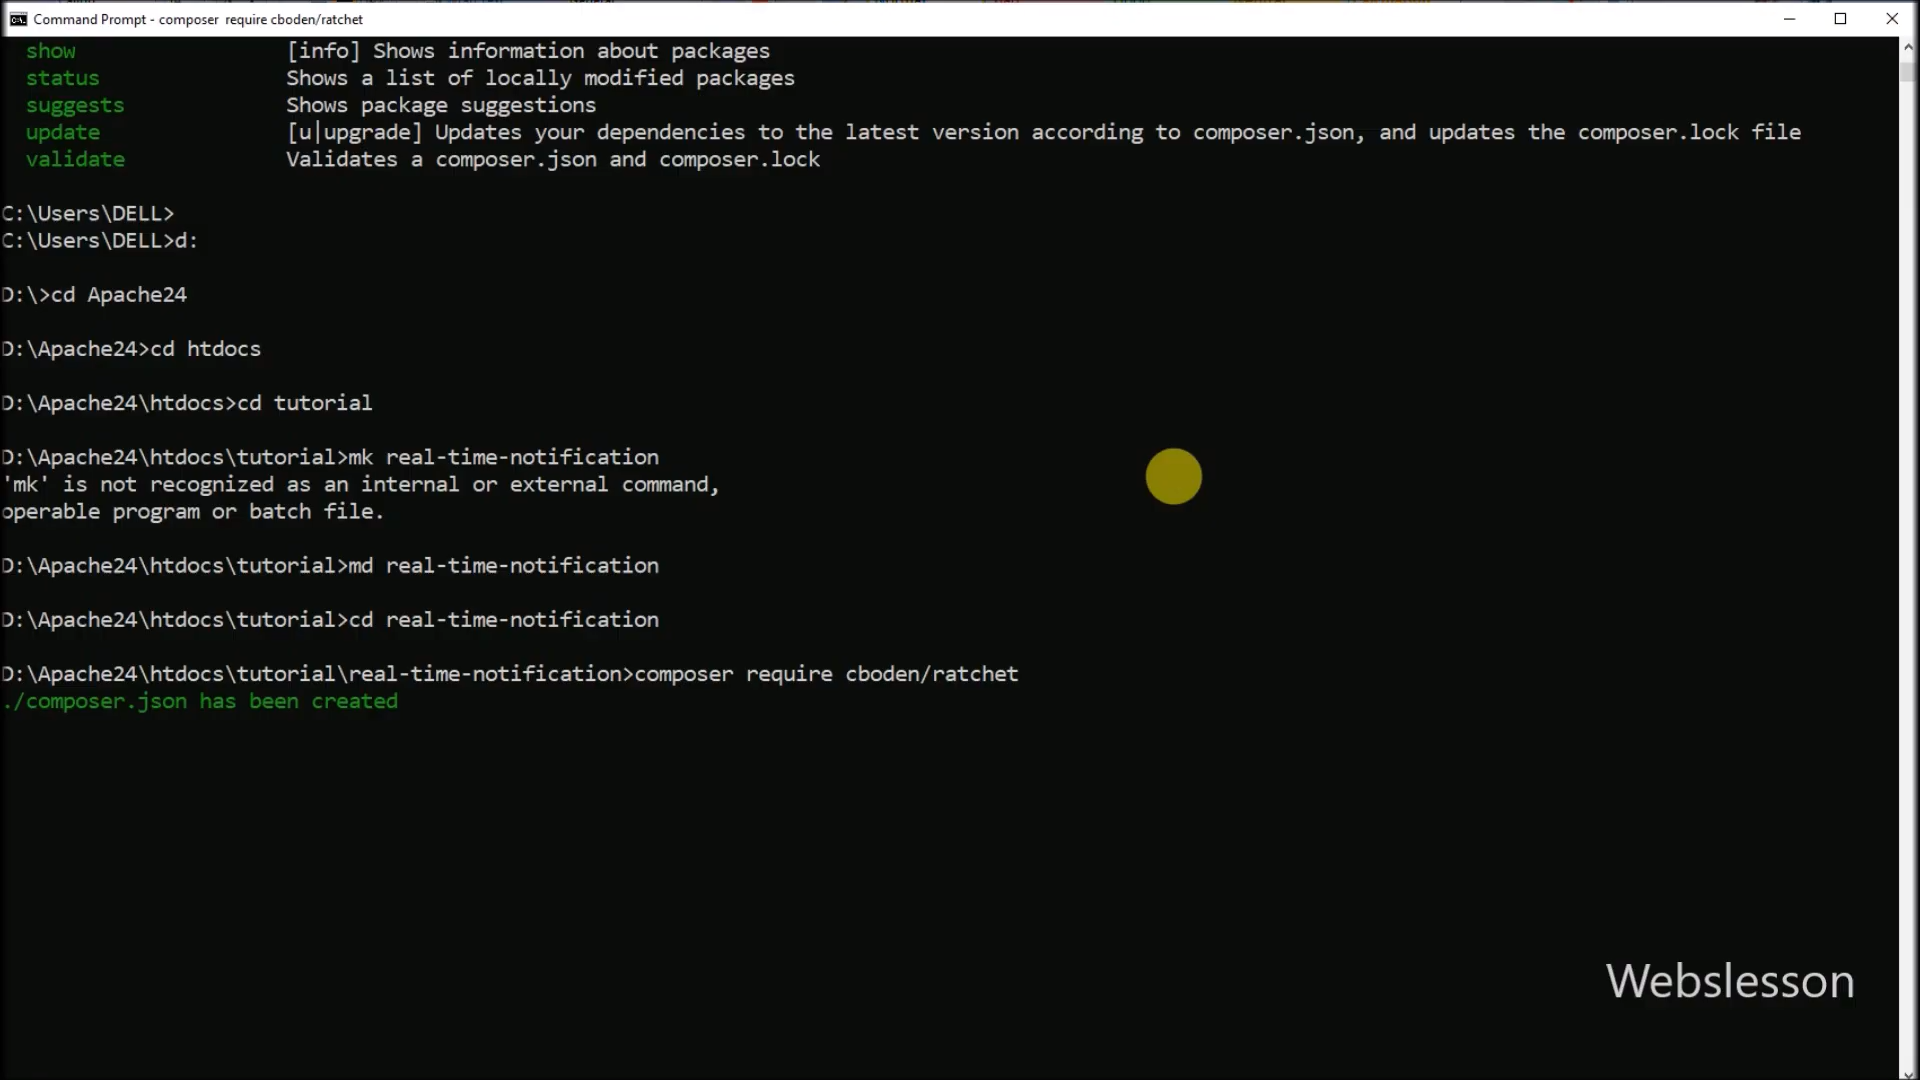 Command Prompt - composer  require cboden/ratchet
show                 [info] Shows information about packages
status               Shows a list of locally modified packages
suggests             Shows package suggestions
update               [u|upgrade] Updates your dependencies to the latest version according to composer.json, and updates the composer.lock file
validate             Validates a composer.json and composer.lock
C:\Users\DELL>
C:\Users\DELL>d:
D:\>cd Apache24
D:\Apache24>cd htdocs
D:\Apache24\htdocs>cd tutorial
D:\Apache24\htdocs\tutorial>mk real-time-notification
'mk' is not recognized as an internal or external command,
operable program or batch file.
D:\Apache24\htdocs\tutorial>md real-time-notification
D:\Apache24\htdocs\tutorial>cd real-time-notification
D:\Apache24\htdocs\tutorial\real-time-notification>composer require cboden/ratchet
./composer.json has been created
Webslesson